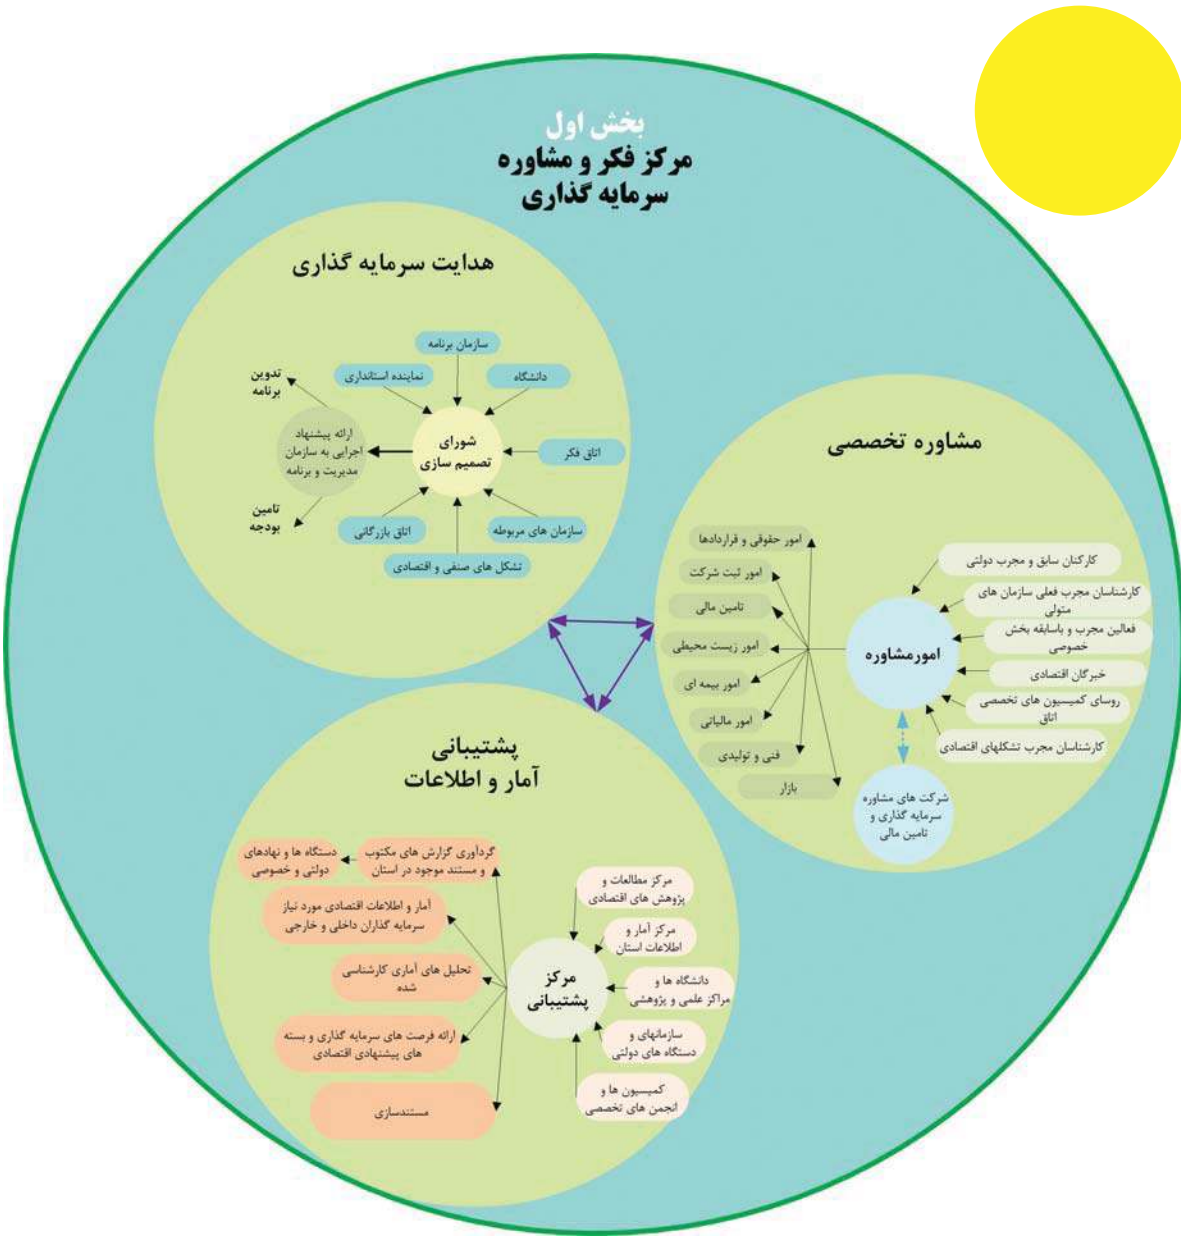 بخش اول
مرکز فکر و مشاوره
سرمایه گذاری
هدایت سرمایه گذاری
سازمان برنامه
نماینده استانداری
دانشگاه
تدوین
برنامه
ارائه پیشنهاد
اجرایی به سازمان
مدیریت و برنامه
شورای
تصمیم سازی
اتاق فکر
تامین
بودجه
اتاق بازرگانی
سازمان های مربوطه
تشکل های صنفی و اقتصادی
مشاوره تخصصی
امور حقوقی و قراردادها
امور ثبت شرکت
تامین مالی
امور زیست محیطی
امور بیمه ای
امور مالیاتی
فنی و تولیدی
بازار
امورمشاوره
کارکنان سابق و مجرب دولتی
کارشناسان مجرب فعلی سازمان های
متولی
فعالین مجرب و باسابقه بخش
خصوصی
خبرگان اقتصادی
روسای کمیسیون های تخصصی
اتاق
کارشناسان مجرب تشکلهای اقتصادی
شرکت های مشاوره
سرمایه گذاری و
تامین مالی
پشتیبانی
آمار و اطلاعات
مرکز مطالعات و
پژوهش های اقتصادی
مرکز آمار و
اطلاعات استان
دانشگاه ها و
مراکز علمی و پژوهشی
سازمانهای و
دستگاه های دولتی
کمیسیون ها و
انجمن های تخصصی
مرکز
پشتیبانی
گردآوری گزارش های مکتوب
و مستند موجود در استان
دستگاه ها و نهادهای
دولتی و خصوصی
آمار و اطلاعات اقتصادی مورد نیاز
سرمایه گذاران داخلی و خارجی
تحلیل های آماری کارشناسی
شده
ارائه فرصت های سرمایه گذاری و بسته
های پیشنهادی اقتصادی
مستندسازی